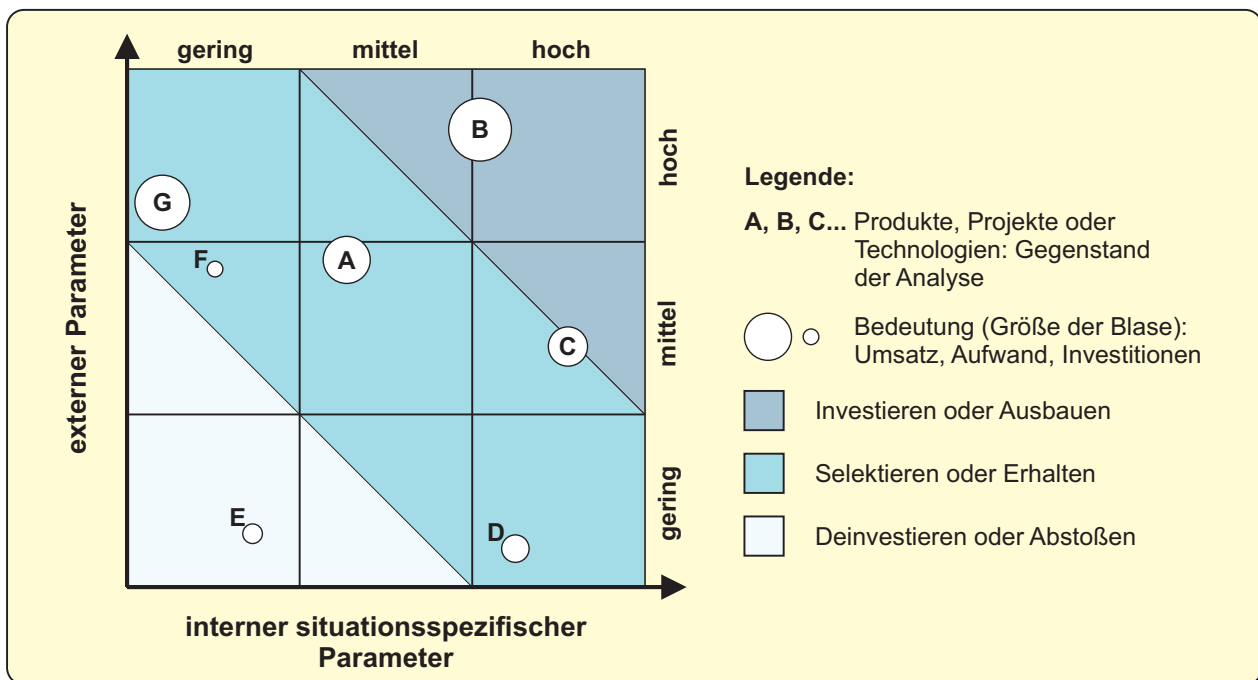 gering mittel hoch
B
hoch
G
F
A
mittel
C
E
D
gering
externer Parameter
interner situationsspezifischer
Parameter
Legende:
A, B, C... Produkte, Projekte oder
Technologien: Gegenstand
der Analyse
Bedeutung (Größe der Blase):
Umsatz, Aufwand, Investitionen
Investieren oder Ausbauen
Selektieren oder Erhalten
Deinvestieren oder Abstoßen